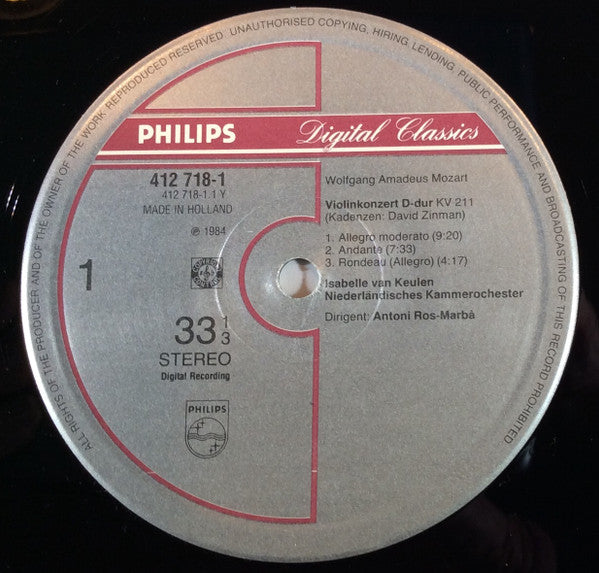 ALL RIGHTS OF THE PRODUCER AND OF THE OWNER OF THE WORK REPRODUCED RESERVED. UNAUTHORISED COPYING, HIRING, LENDING, PUBLIC PERFORMANCE AND BROADCASTING OF THIS RECORD PROHIBITED
PHILIPS
Digital Classics
412 718-1
412 718-1.1 Y
MADE IN HOLLAND
℗ 1984
1
33 1/3
STEREO
Digital Recording
PHILIPS
Wolfgang Amadeus Mozart
Violinkonzert D-dur KV 211
(Kadenzen: David Zinman)
1. Allegro moderato (9:20)
2. Andante (7:33)
3. Rondeau (Allegro) (4:17)
Isabelle van Keulen
Niederländisches Kammerochester
Dirigent: Antoni Ros-Marbà